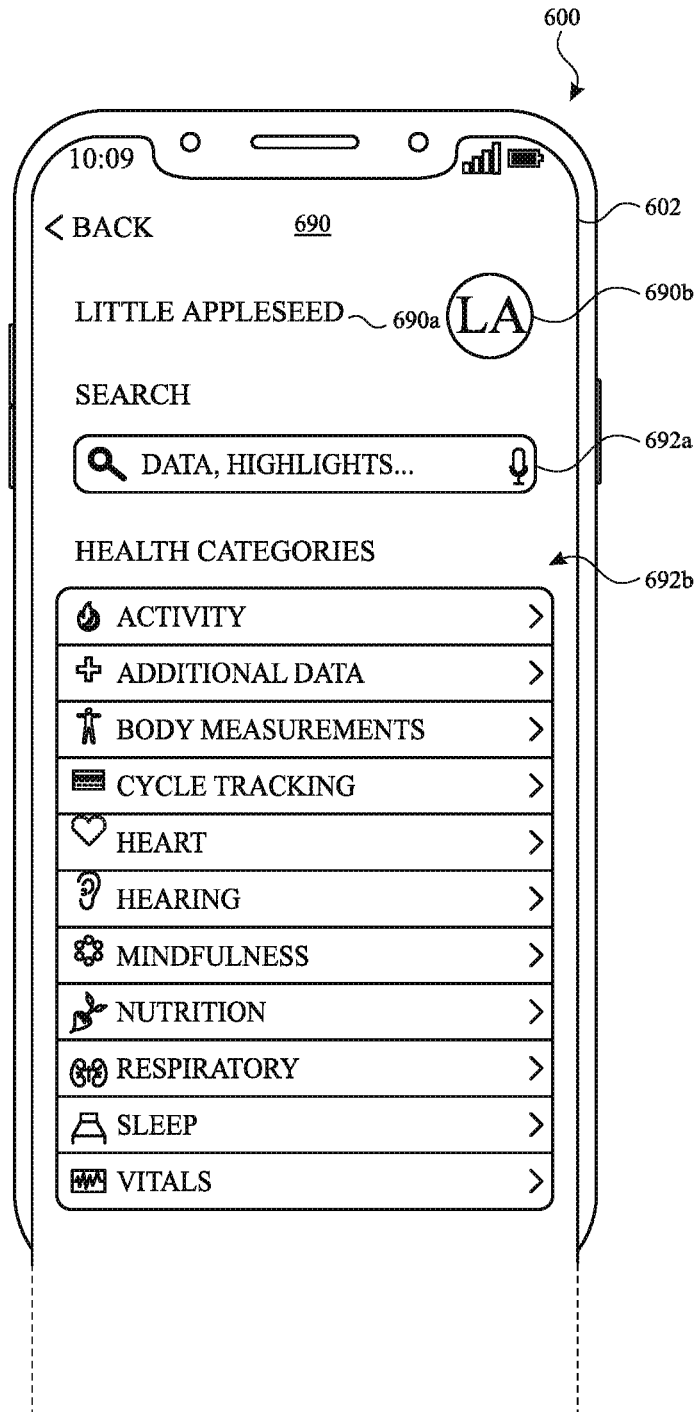 600
10:09
602
< BACK 690
690b
LITTLE APPLESEED 690a LA
SEARCH
692a
DATA, HIGHLIGHTS...
HEALTH CATEGORIES
692b
ACTIVITY
ADDITIONAL DATA
BODY MEASUREMENTS
CYCLE TRACKING
HEART
HEARING
MINDFULNESS
NUTRITION
RESPIRATORY
SLEEP
VITALS